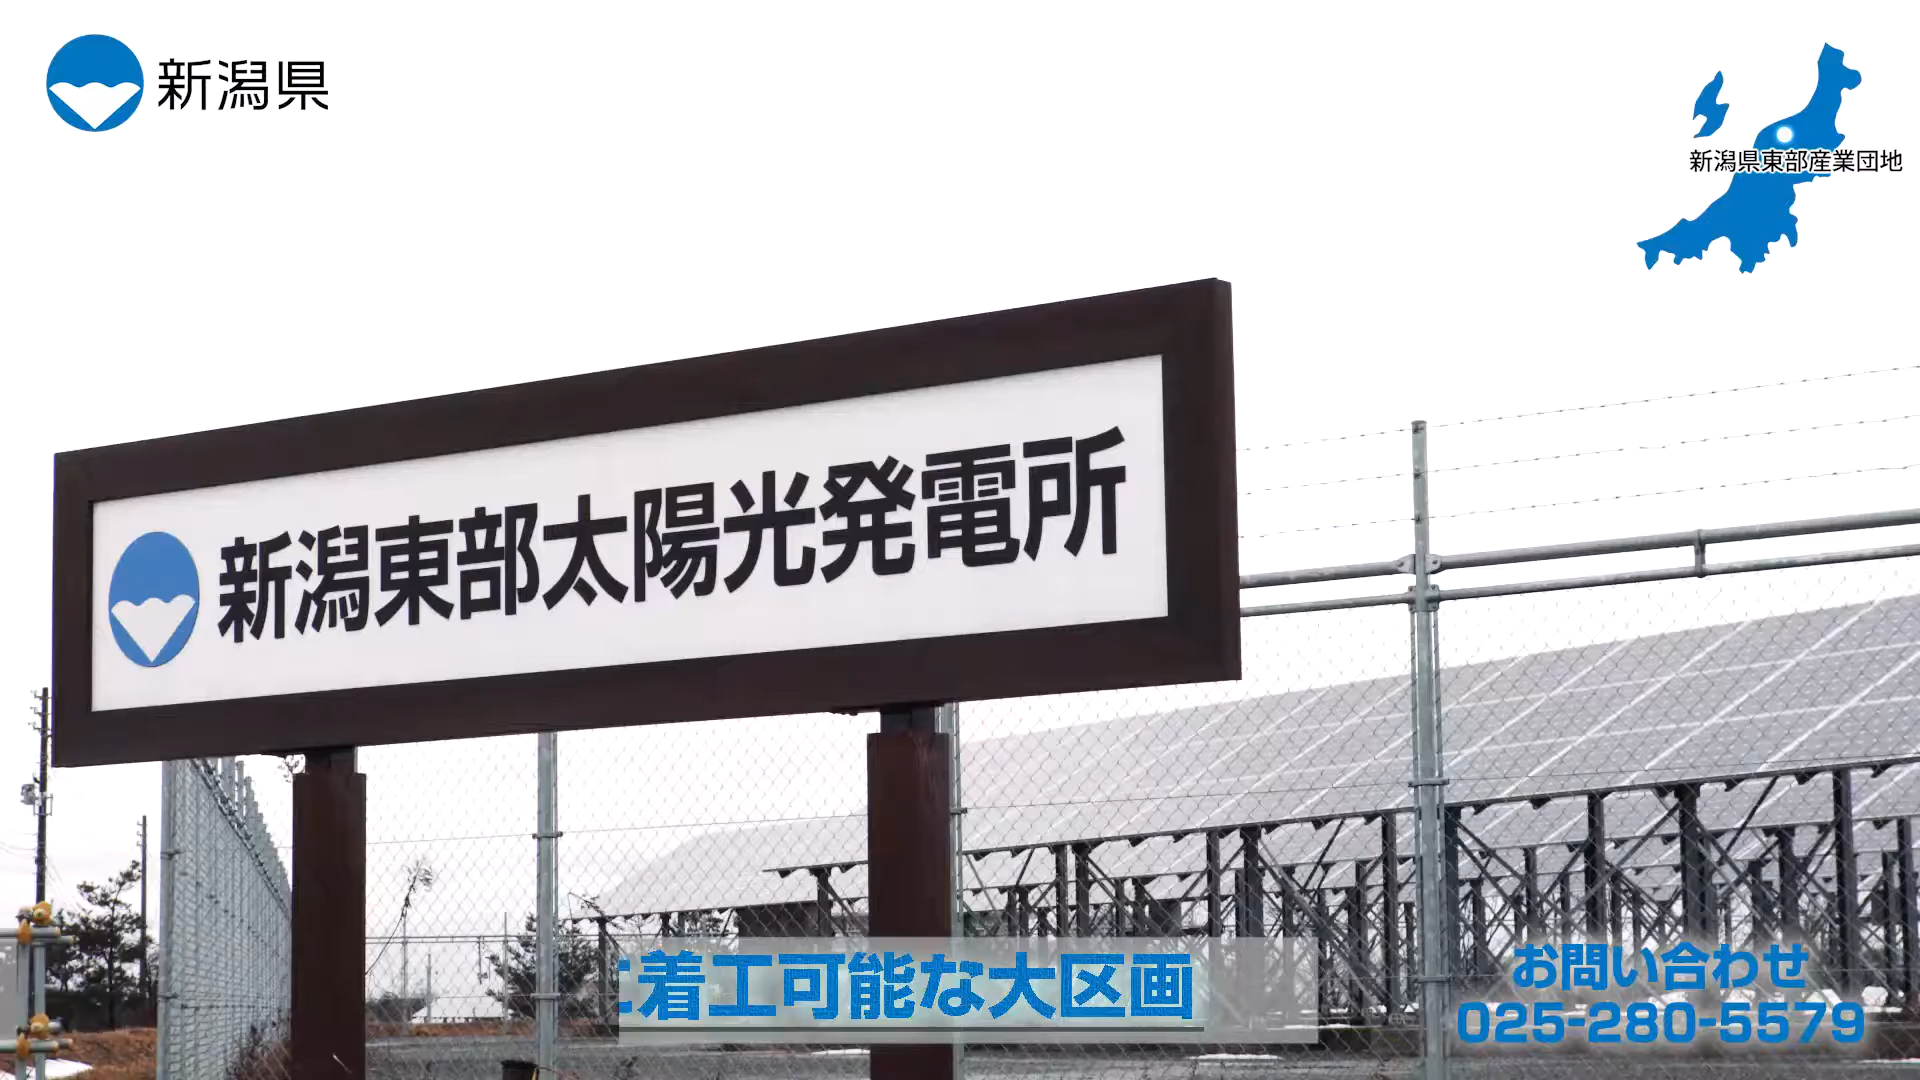 新潟県
新潟県東部産業団地
新潟東部太陽光発電所
に着工可能な大区画
お問い合わせ
025-280-5579